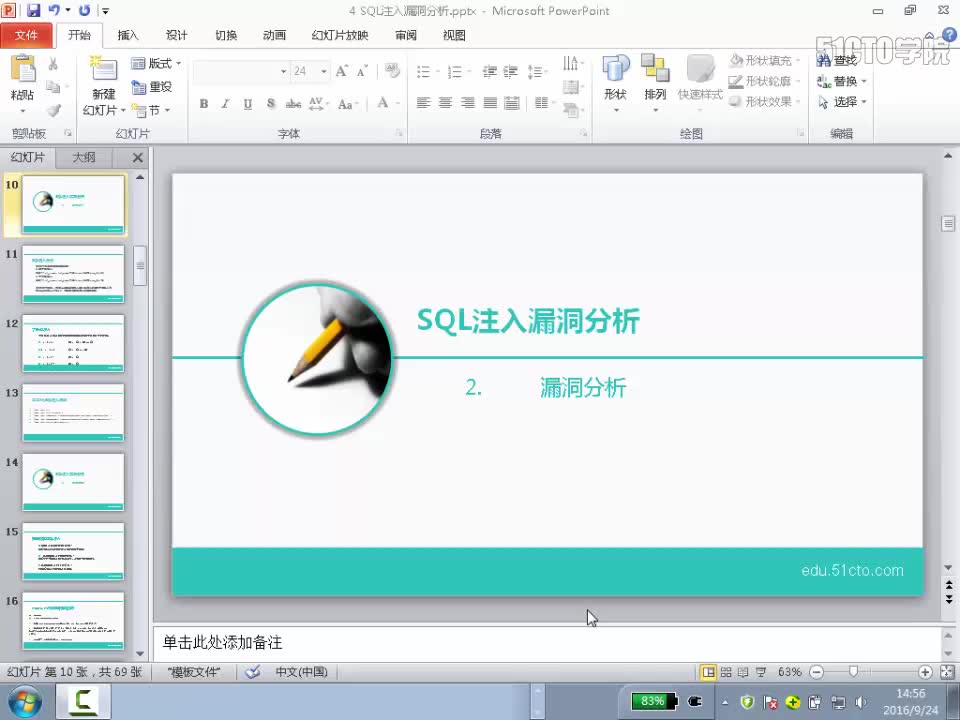 4 SQL注入漏洞分析.pptx - Microsoft PowerPoint
文件 开始 插入 设计 切换 动画 幻灯片放映 审阅 视图
51CTO学院
粘贴 新建 幻灯片 版式 重设 节
24
B I U S abc AV Aa A
形状 排列 快速样式 形状填充 形状轮廓 形状效果
查找 替换 选择
剪贴板 幻灯片 字体 段落 绘图 编辑
幻灯片 大纲
10
11
12
13
14
15
16
SQL注入漏洞分析
2. 漏洞分析
edu.51cto.com
单击此处添加备注
幻灯片 第 10 张，共 69 张 "模板文件" 中文(中国) 63%
83%
14:56
2016/9/24